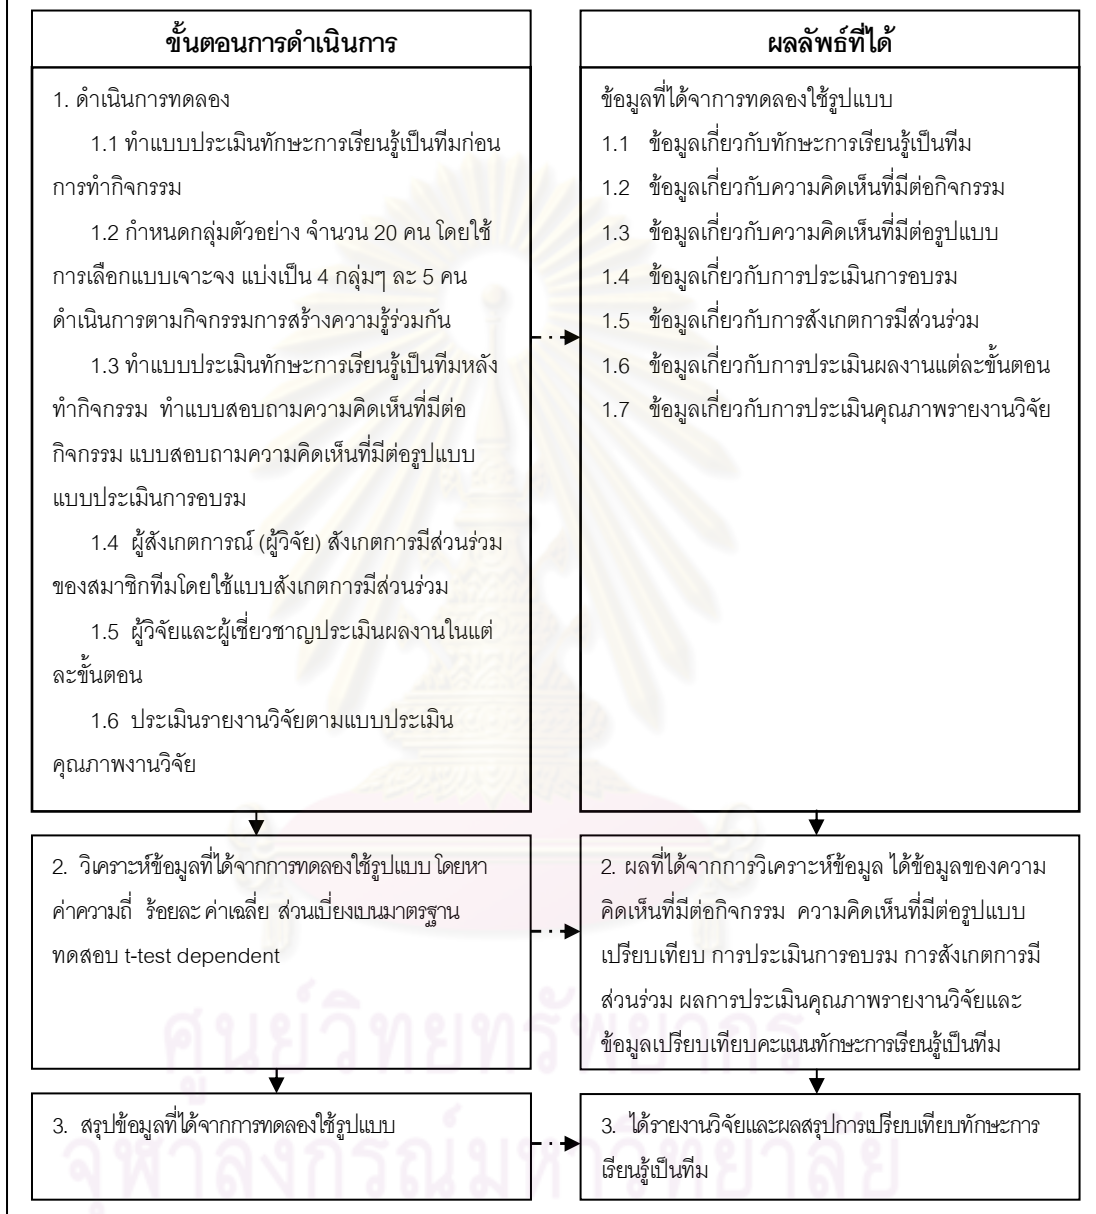 ขั้นตอนการดำเนินการ
1. ดำเนินการทดลอง
1.1 ทำแบบประเมินทักษะการเรียนรู้เป็นทีมก่อน
การทำกิจกรรม
1.2 กำหนดกลุ่มตัวอย่าง จำนวน 20 คน โดยใช้
การเลือกแบบเจาะจง แบ่งเป็น 4 กลุ่มๆ ละ 5 คน
ดำเนินการตามกิจกรรมการสร้างความรู้ร่วมกัน
1.3 ทำแบบประเมินทักษะการเรียนรู้เป็นทีมหลัง
ทำกิจกรรม ทำแบบสอบถามความคิดเห็นที่มีต่อ
กิจกรรม แบบสอบถามความคิดเห็นที่มีต่อรูปแบบ
แบบประเมินการอบรม
1.4 ผู้สังเกตการณ์ (ผู้วิจัย) สังเกตการมีส่วนร่วม
ของสมาชิกทีมโดยใช้แบบสังเกตการมีส่วนร่วม
1.5 ผู้วิจัยและผู้เชี่ยวชาญประเมินผลงานในแต่
ละขั้นตอน
1.6 ประเมินรายงานวิจัยตามแบบประเมิน
คุณภาพงานวิจัย
ผลลัพธ์ที่ได้
ข้อมูลที่ได้จาการทดลองใช้รูปแบบ
1.1 ข้อมูลเกี่ยวกับทักษะการเรียนรู้เป็นทีม
1.2 ข้อมูลเกี่ยวกับความคิดเห็นที่มีต่อกิจกรรม
1.3 ข้อมูลเกี่ยวกับความคิดเห็นที่มีต่อรูปแบบ
1.4 ข้อมูลเกี่ยวกับการประเมินการอบรม
1.5 ข้อมูลเกี่ยวกับการสังเกตการมีส่วนร่วม
1.6 ข้อมูลเกี่ยวกับการประเมินผลงานแต่ละขั้นตอน
1.7 ข้อมูลเกี่ยวกับการประเมินคุณภาพรายงานวิจัย
2. วิเคราะห์ข้อมูลที่ได้จากการทดลองใช้รูปแบบ โดยหา
ค่าความถี่ ร้อยละ ค่าเฉลี่ย ส่วนเบี่ยงเบนมาตรฐาน
ทดสอบ t-test dependent
2. ผลที่ได้จากการวิเคราะห์ข้อมูล ได้ข้อมูลของความ
คิดเห็นที่มีต่อกิจกรรม ความคิดเห็นที่มีต่อรูปแบบ
เปรียบเทียบ การประเมินการอบรม การสังเกตการมี
ส่วนร่วม ผลการประเมินคุณภาพรายงานวิจัยและ
ข้อมูลเปรียบเทียบคะแนนทักษะการเรียนรู้เป็นทีม
3. สรุปข้อมูลที่ได้จากการทดลองใช้รูปแบบ
3. ได้รายงานวิจัยและผลสรุปการเปรียบเทียบทักษะการ
เรียนรู้เป็นทีม
ศูนย์วิทยทรัพยากร
จุฬาลงกรณ์มหาวิทยาลัย